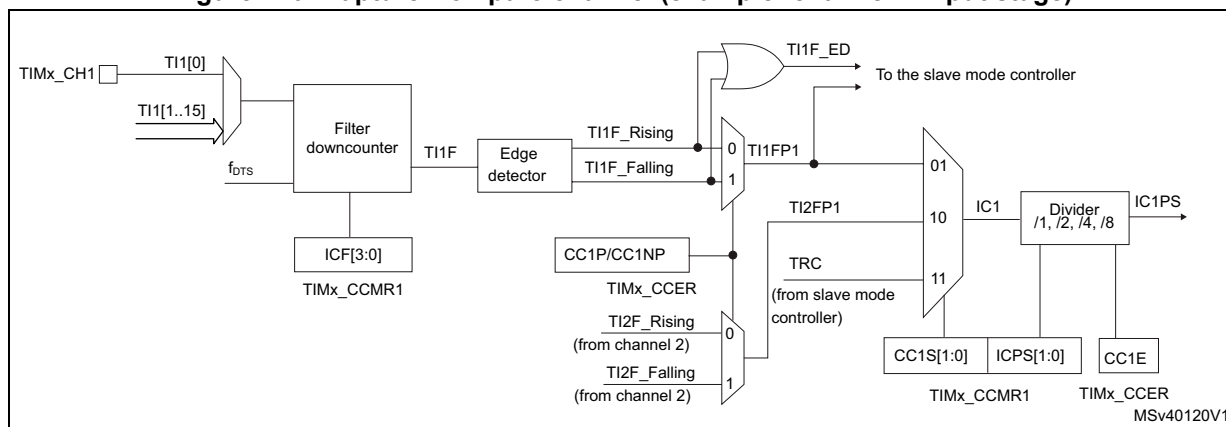 TI1F_ED
TIMx_CH1
TI1[0]
To the slave mode controller
TI1[1..15]
TI1F_Rising
Filter
downcounter
TI1F
Edge
detector
0
TI1FP1
TI1F_Falling
1
01
fDTS
TI2FP1
IC1
Divider
/1, /2, /4, /8
IC1PS
10
ICF[3:0]
CC1P/CC1NP
TRC
11
TIMx_CCMR1
TIMx_CCER
(from slave mode
controller)
TI2F_Rising
0
(from channel 2)
CC1S[1:0]
ICPS[1:0]
CC1E
TI2F_Falling
1
(from channel 2)
TIMx_CCMR1
TIMx_CCER
MSv40120V1